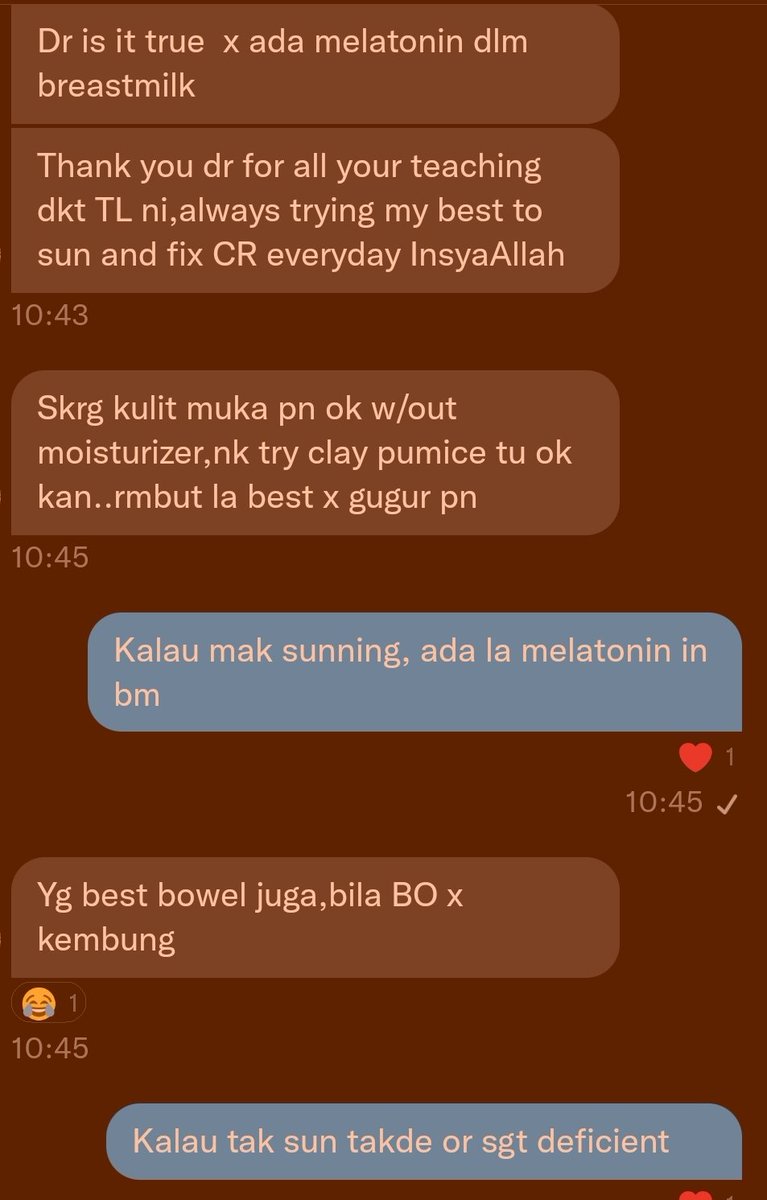 Dr is it true  x ada melatonin dlm
breastmilk
Thank you dr for all your teaching
dkt TL ni,always trying my best to
sun and fix CR everyday InsyaAllah
10:43
Skrg kulit muka pn ok w/out
moisturizer,nk try clay pumice tu ok
kan..rmbut la best x gugur pn
10:45
Kalau mak sunning, ada la melatonin in
bm
❤️ 1
10:45 ✓
Yg best bowel juga,bila BO x
kembung
😂 1
10:45
Kalau tak sun takde or sgt deficient